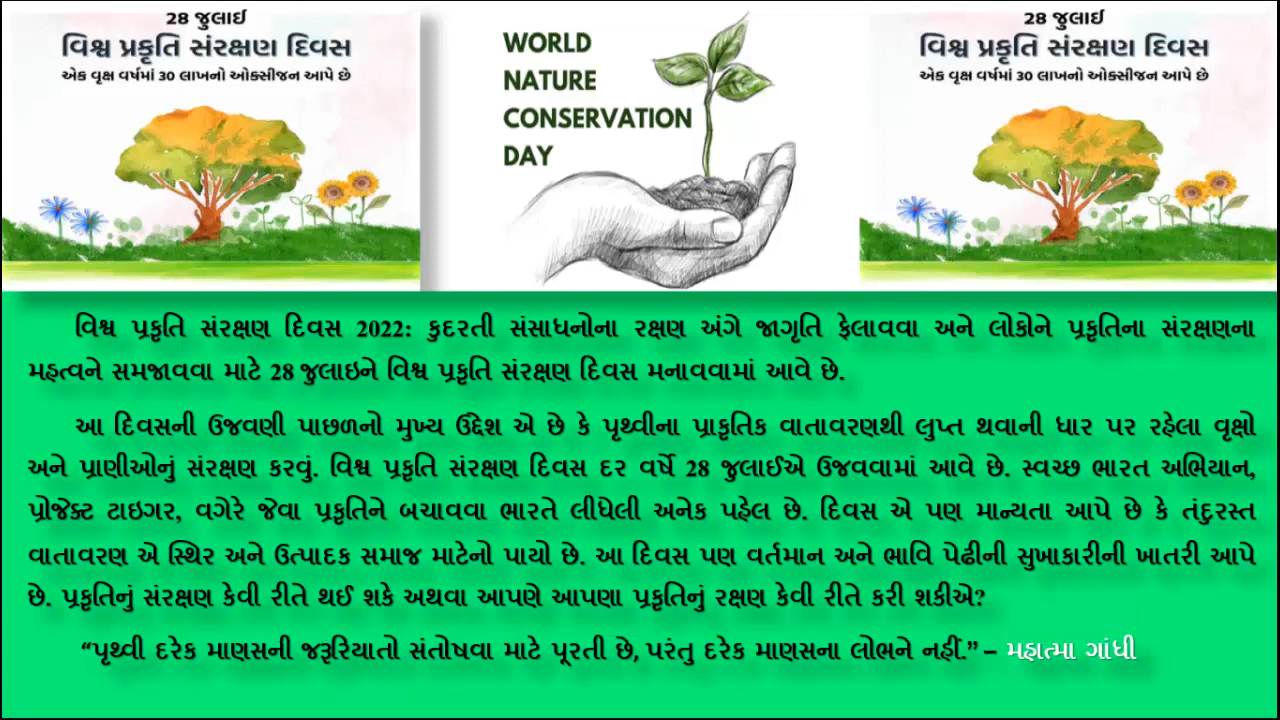 28 જુલાઈ
વિશ્વ પ્રકૃતિ સંરક્ષણ દિવસ
એક વૃક્ષ વર્ષમાં 30 લાખનો ઓક્સીજન આપે છે
WORLD
NATURE
CONSERVATION
DAY
28 જુલાઈ
વિશ્વ પ્રકૃતિ સંરક્ષણ દિવસ
એક વૃક્ષ વર્ષમાં 30 લાખનો ઓક્સીજન આપે છે
વિશ્વ પ્રકૃતિ સંરક્ષણ દિવસ 2022: કુદરતી સંસાધનોના રક્ષણ અંગે જાગૃતિ ફેલાવવા અને લોકોને પ્રકૃતિના સંરક્ષણના
મહત્વને સમજાવવા માટે 28 જુલાઇને વિશ્વ પ્રકૃતિ સંરક્ષણ દિવસ મનાવવામાં આવે છે.
આ દિવસની ઉજવણી પાછળનો મુખ્ય ઉદ્દેશ એ છે કે પૃથ્વીના પ્રાકૃતિક વાતાવરણથી લુપ્ત થવાની ધાર પર રહેલા વૃક્ષો
અને પ્રાણીઓનું સંરક્ષણ કરવું. વિશ્વ પ્રકૃતિ સંરક્ષણ દિવસ દર વર્ષે 28 જુલાઈએ ઉજવવામાં આવે છે. સ્વચ્છ ભારત અભિયાન,
પ્રોજેક્ટ ટાઇગર, વગેરે જેવા પ્રકૃતિને બચાવવા ભારતે લીધેલી અનેક પહેલ છે. દિવસ એ પણ માન્યતા આપે છે કે તંદુરસ્ત
વાતાવરણ એ સ્થિર અને ઉત્પાદક સમાજ માટેનો પાયો છે. આ દિવસ પણ વર્તમાન અને ભાવિ પેઢીની સુખાકારીની ખાતરી આપે
છે. પ્રકૃતિનું સંરક્ષણ કેવી રીતે થઈ શકે અથવા આપણે આપણા પ્રકૃતિનું રક્ષણ કેવી રીતે કરી શકીએ?
“પૃથ્વી દરેક માણસની જરૂરિયાતો સંતોષવા માટે પૂરતી છે, પરંતુ દરેક માણસના લોભને નહીં.” – મહાત્મા ગાંધી